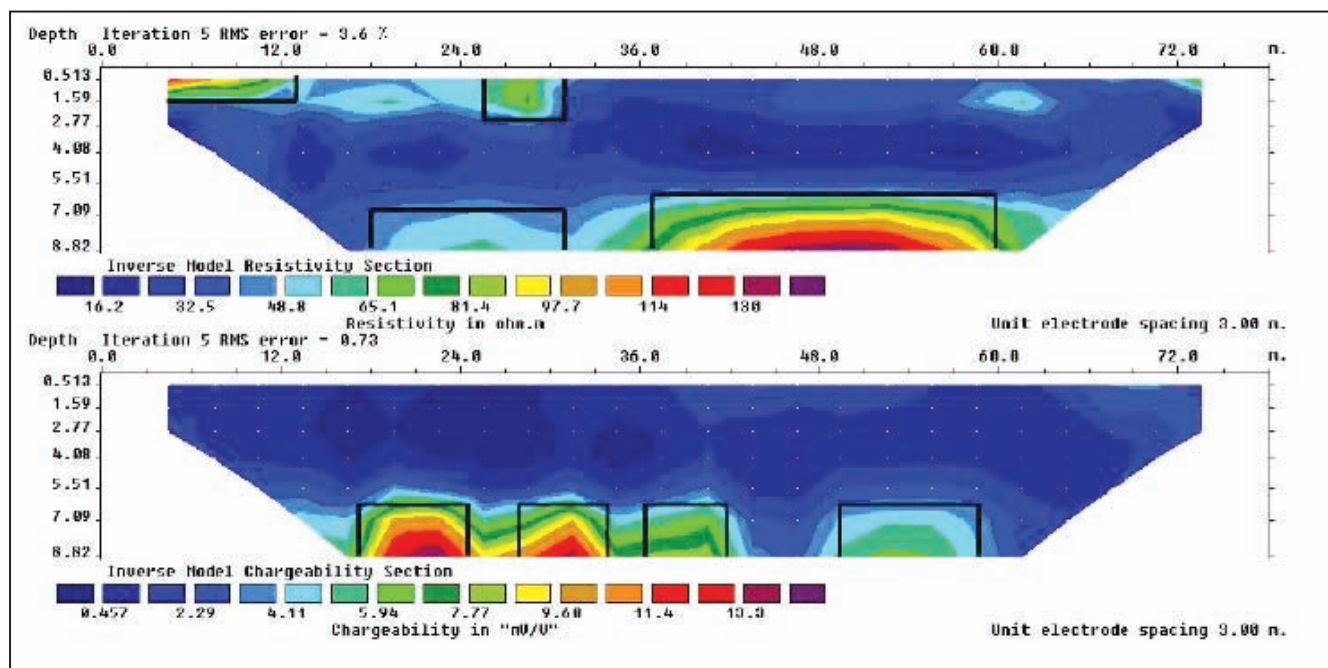 Depth Iteration 5 RMS error - 3.6 %
0.0 12.0 24.0 36.0 48.0 60.0 72.0 m.
0.513
1.59
2.77
4.08
5.51
7.09
8.82
Inverse Model Resistivity Section
16.2 32.5 48.8 65.1 81.4 97.7 114 130
Resistivity in ohm.m
Unit electrode spacing 3.00 m.
Depth Iteration 5 RMS error - 0.73
0.0 12.0 24.0 36.0 48.0 60.0 72.0 m.
0.513
1.59
2.77
4.08
5.51
7.09
8.82
Inverse Model Chargeability Section
0.457 2.29 4.11 5.94 7.77 9.60 11.4 13.3
Chargeability in "mV/V"
Unit electrode spacing 3.00 m.